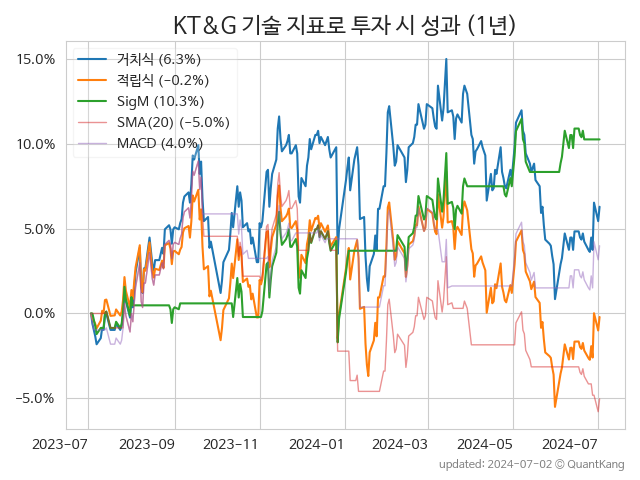 KT&G 기술 지표로 투자 시 성과 (1년)
15.0%
10.0%
5.0%
0.0%
−5.0%
거치식 (6.3%)
적립식 (−0.2%)
SigM (10.3%)
SMA(20) (−5.0%)
MACD (4.0%)
2023-07
2023-09
2023-11
2024-01
2024-03
2024-05
2024-07
updated: 2024-07-02 © QuantKang